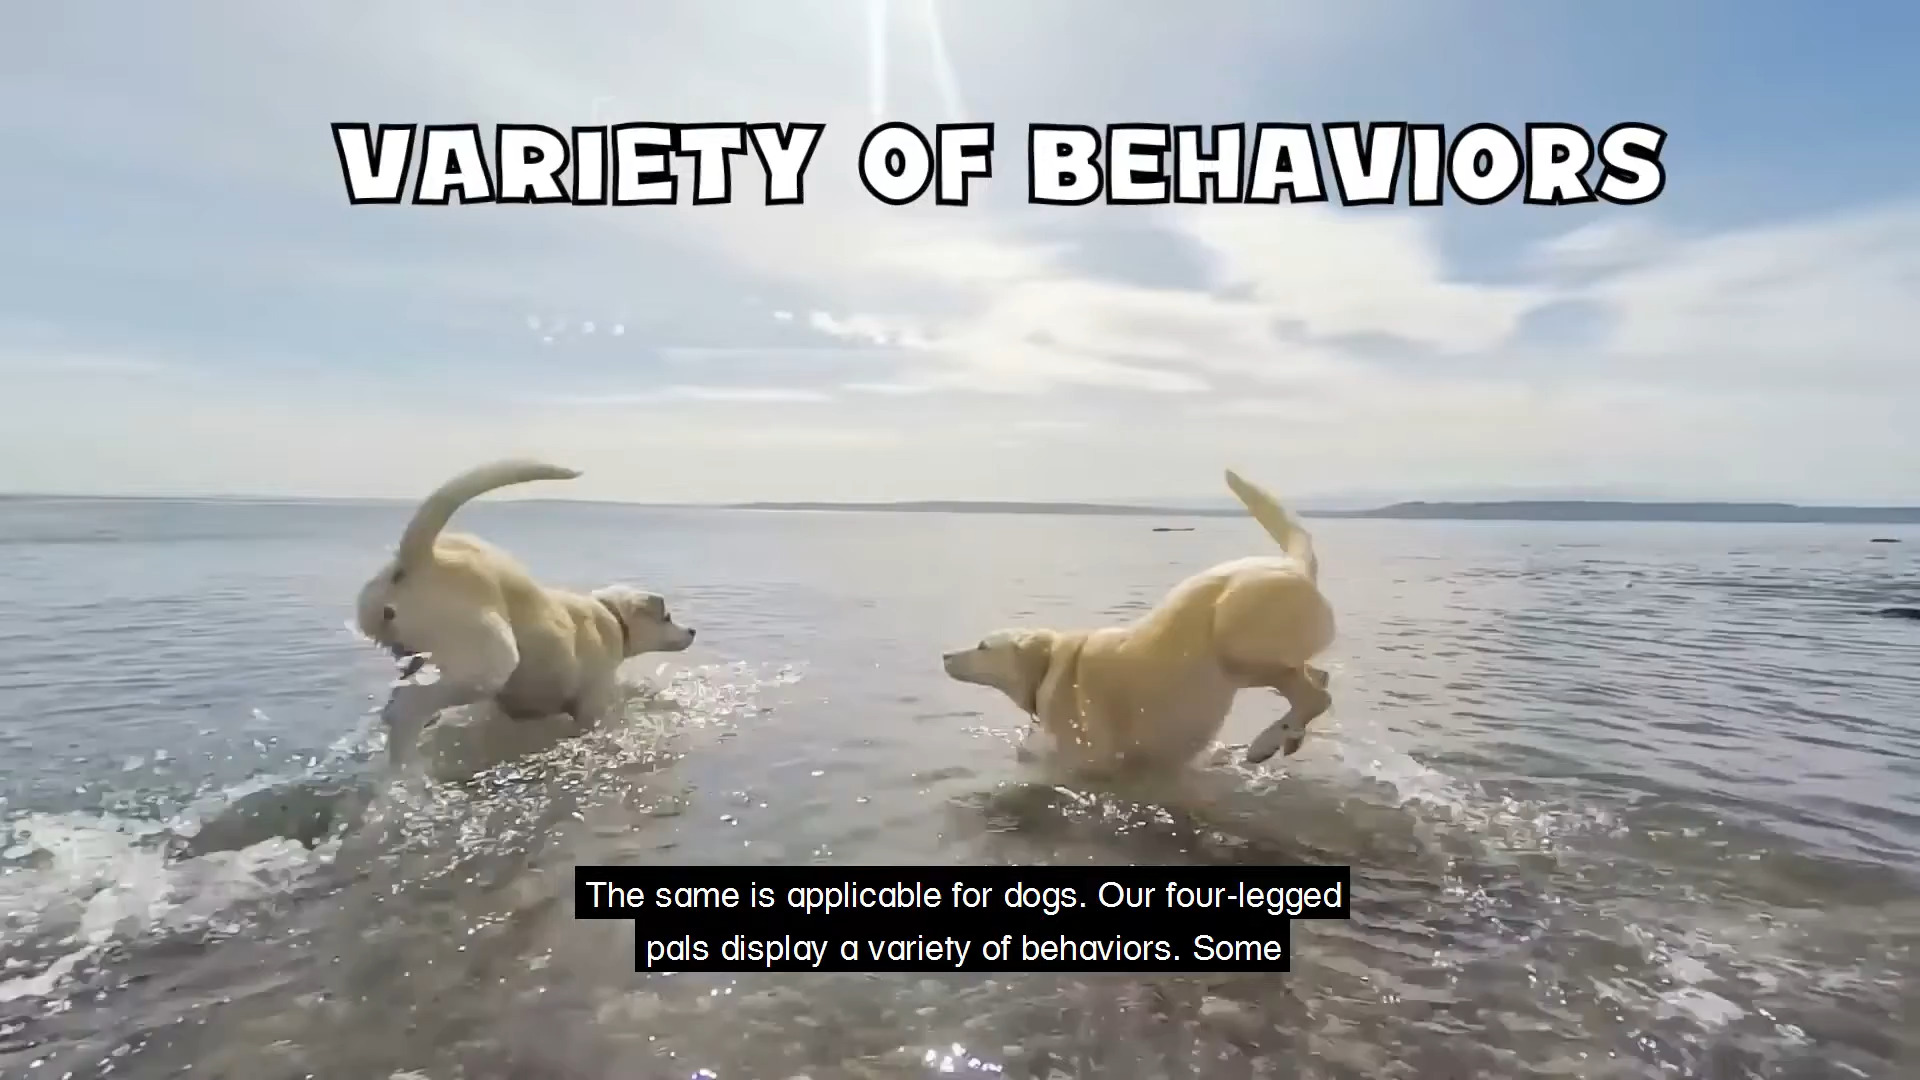 VARIETY OF BEHAVIORS
The same is applicable for dogs. Our four-legged
pals display a variety of behaviors. Some